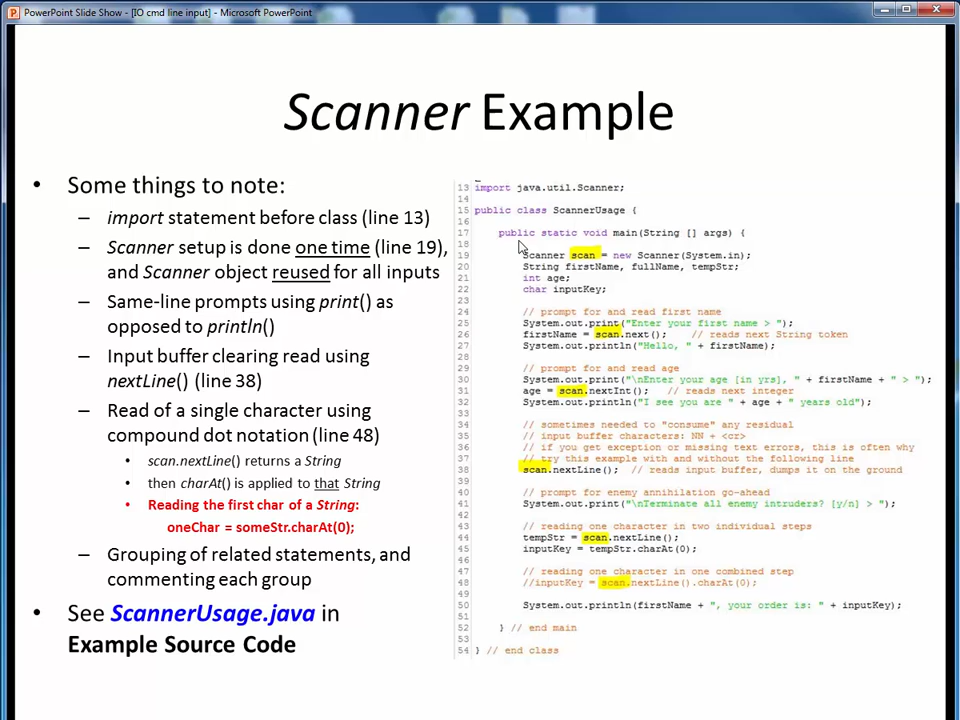 PowerPoint Slide Show - [IO cmd line input] - Microsoft PowerPoint
Scanner Example
• Some things to note:
– import statement before class (line 13)
– Scanner setup is done one time (line 19),
and Scanner object reused for all inputs
– Same-line prompts using print() as
opposed to println()
– Input buffer clearing read using
nextLine() (line 38)
– Read of a single character using
compound dot notation (line 48)
• scan.nextLine() returns a String
• then charAt() is applied to that String
• Reading the first char of a String:
oneChar = someStr.charAt(0);
– Grouping of related statements, and
commenting each group
• See ScannerUsage.java in
Example Source Code
13 import java.util.Scanner;
14
15 public class ScannerUsage {
16
17 public static void main(String [] args) {
18
19 Scanner scan = new Scanner(System.in);
20 String firstName, fullName, tempStr;
21 int age;
22 char inputKey;
23
24 // prompt for and read first name
25 System.out.print("Enter your first name > ");
26 firstName = scan.next(); // reads next String token
27 System.out.println("Hello, " + firstName);
28
29 // prompt for and read age
30 System.out.print("\nEnter your age [in yrs], " + firstName + " > ");
31 age = scan.nextInt(); // reads next integer
32 System.out.println("I see you are " + age + " years old");
33
34 // sometimes needed to "consume" any residual
35 // input buffer characters: NN + <cr>
36 // if you get exception or missing text errors, this is often why
37 // try this example with and without the following line
38 scan.nextLine(); // reads input buffer, dumps it on the ground
39
40 // prompt for enemy annihilation go-ahead
41 System.out.print("\nTerminate all enemy intruders? [y/n] > ");
42
43 // reading one character in two individual steps
44 tempStr = scan.nextLine();
45 inputKey = tempStr.charAt(0);
46
47 // reading one character in one combined step
48 //inputKey = scan.nextLine().charAt(0);
49
50 System.out.println(firstName + ", your order is: " + inputKey);
51
52 } // end main
53
54 } // end class